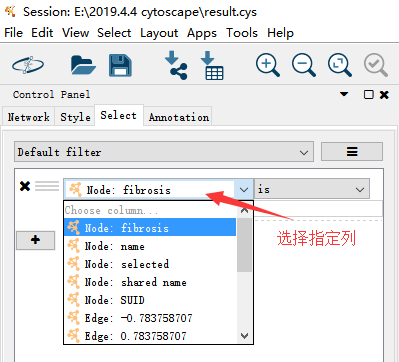 Session: E:\2019.4.4 cytoscape\result.cys
File Edit View Select Layout Apps Tools Help
Control Panel
Network Style Select Annotation
Default filter
Node: fibrosis is
Choose column...
Node: fibrosis
Node: name
Node: selected
Node: shared name
Node: SUID
Edge: -0.783758707
Edge: 0.783758707
选择指定列